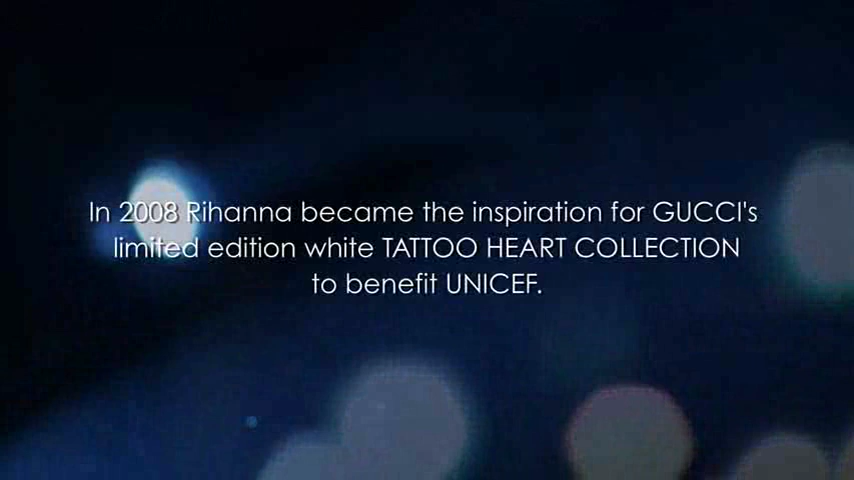 In 2008 Rihanna became the inspiration for GUCCI's
limited edition white TATTOO HEART COLLECTION
to benefit UNICEF.